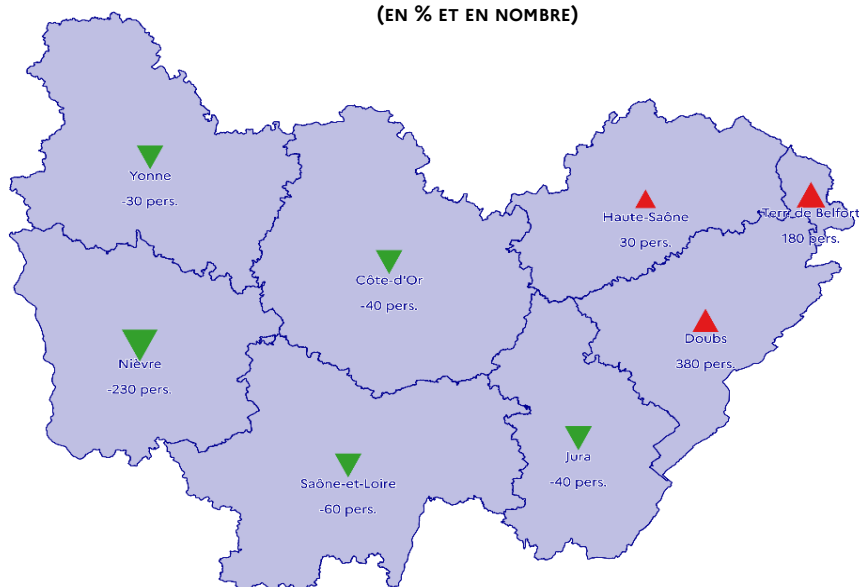 (EN % ET EN NOMBRE)
Yonne
-30 pers.
Haute-Saône
30 pers.
Terr. de Belfort
180 pers.
Côte-d'Or
-40 pers.
Doubs
380 pers.
Nièvre
-230 pers.
Jura
-40 pers.
Saône-et-Loire
-60 pers.